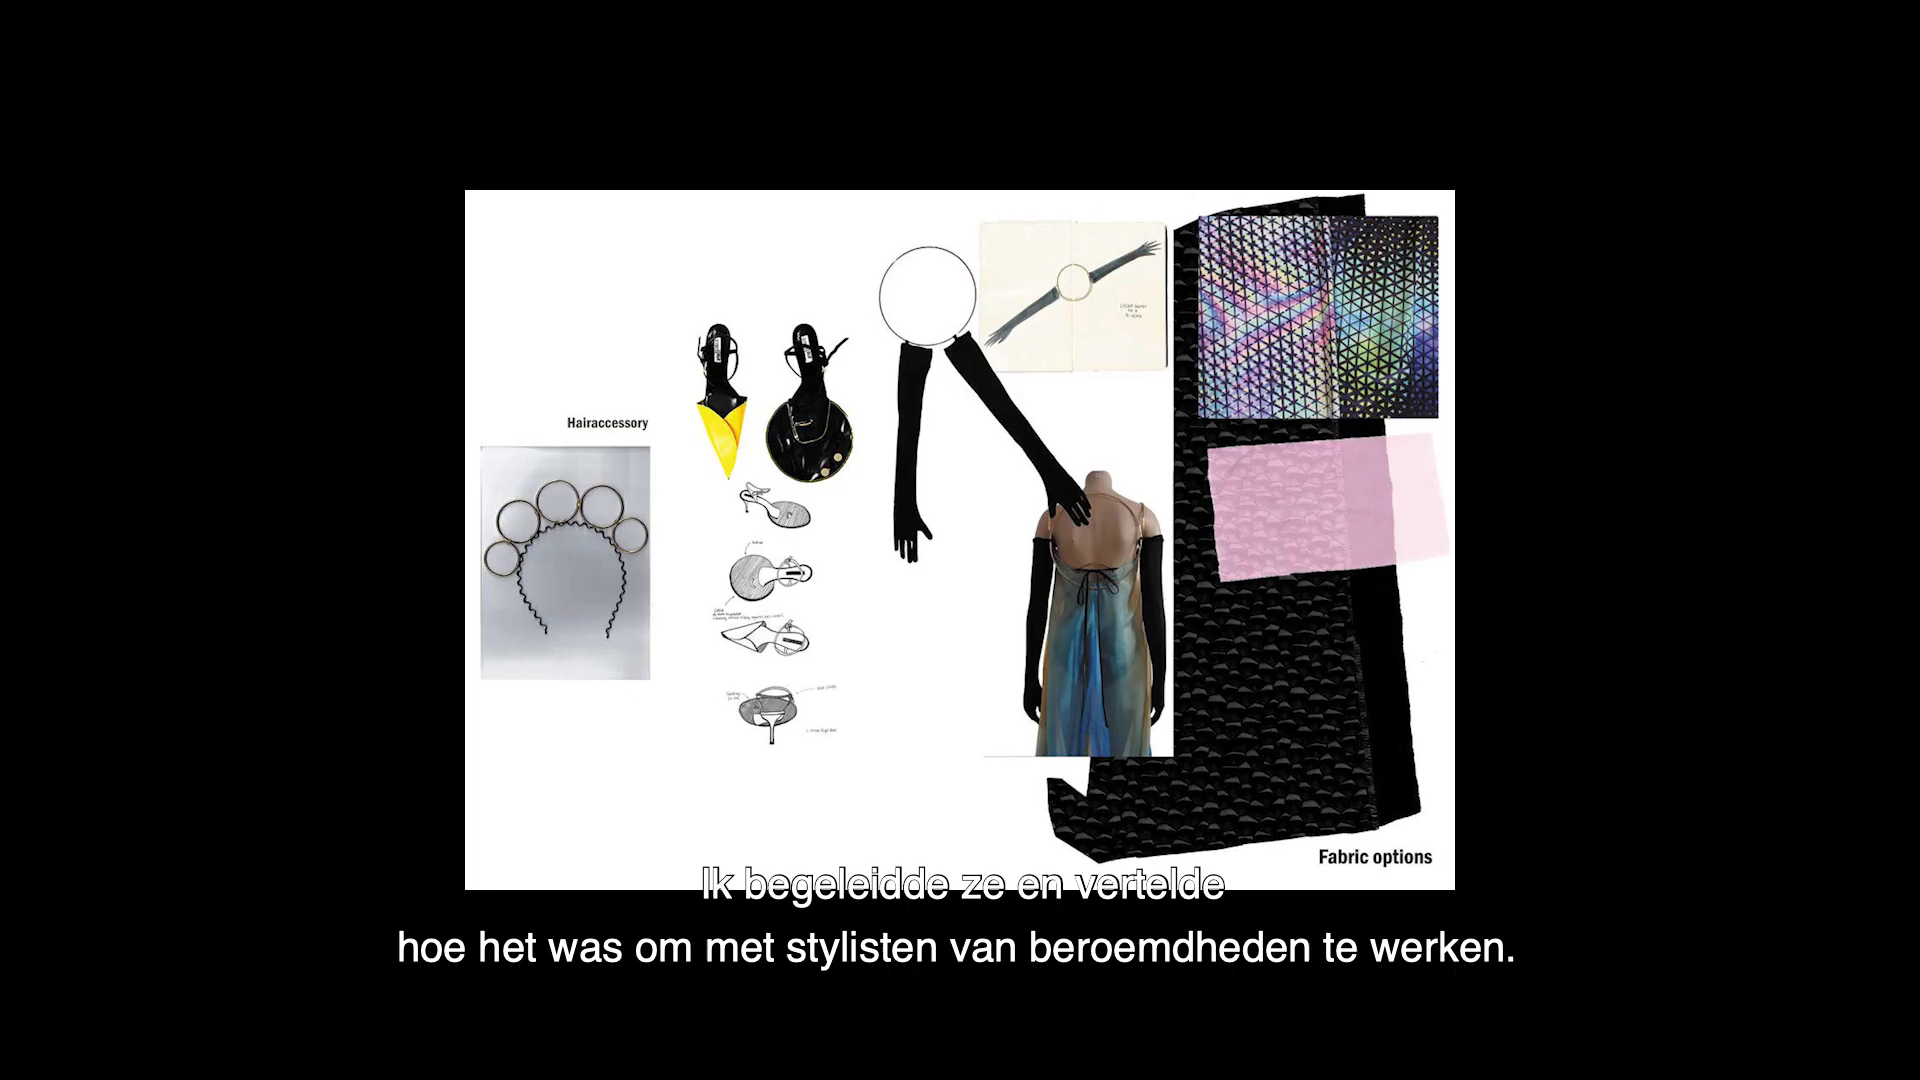 Hairaccessory
Fabric options
Ik begeleidde ze en vertelde
hoe het was om met stylisten van beroemdheden te werken.